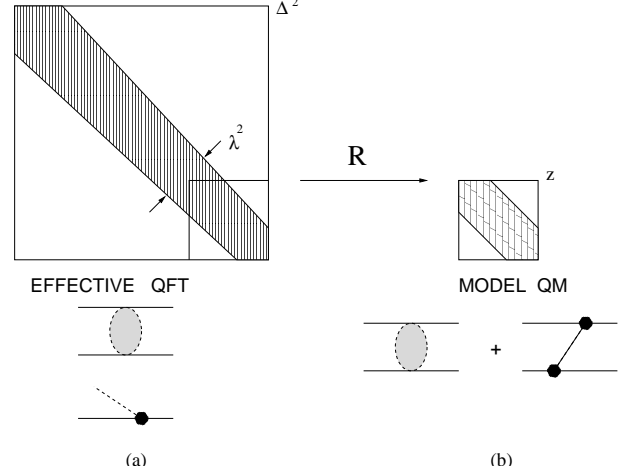 Δ²
λ²
R
z
EFFECTIVE QFT
MODEL QM
+
(a)
(b)